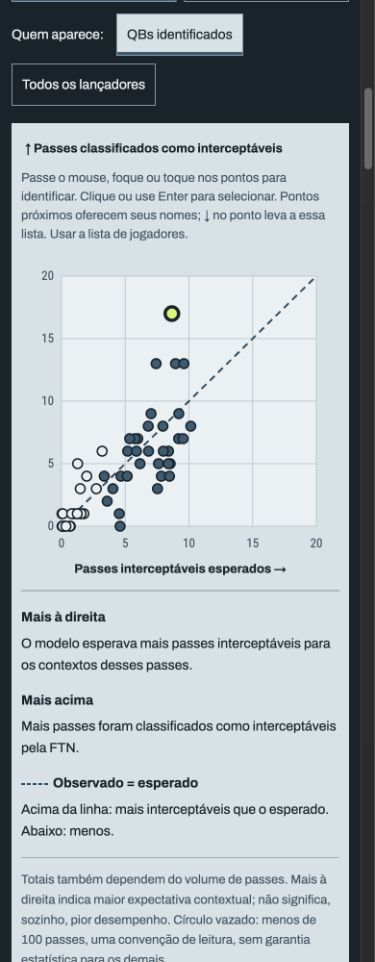 Quem aparece:
QBs identificados
Todos os lançadores
↑ Passes classificados como interceptáveis
Passe o mouse, foque ou toque nos pontos para
identificar. Clique ou use Enter para selecionar. Pontos
próximos oferecem seus nomes; ↓ no ponto leva a essa
lista. Usar a lista de jogadores.
20
15
10
5
0
0 5 10 15 20
Passes interceptáveis esperados →
Mais à direita
O modelo esperava mais passes interceptáveis para
os contextos desses passes.
Mais acima
Mais passes foram classificados como interceptáveis
pela FTN.
Observado = esperado
Acima da linha: mais interceptáveis que o esperado.
Abaixo: menos.
Totais também dependem do volume de passes. Mais à
direita indica maior expectativa contextual; não significa,
sozinho, pior desempenho. Círculo vazado: menos de
100 passes, uma convenção de leitura, sem garantia
estatística para os demais.